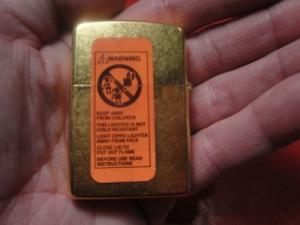 WARNING
KEEP AWAY
FROM CHILDREN
THIS LIGHTER IS NOT
CHILD RESISTANT
LIGHT ZIPPO LIGHTER
AWAY FROM FACE
CLOSE LID TO
PUT OUT FLAME
BEFORE USE READ
INSTRUCTIONS